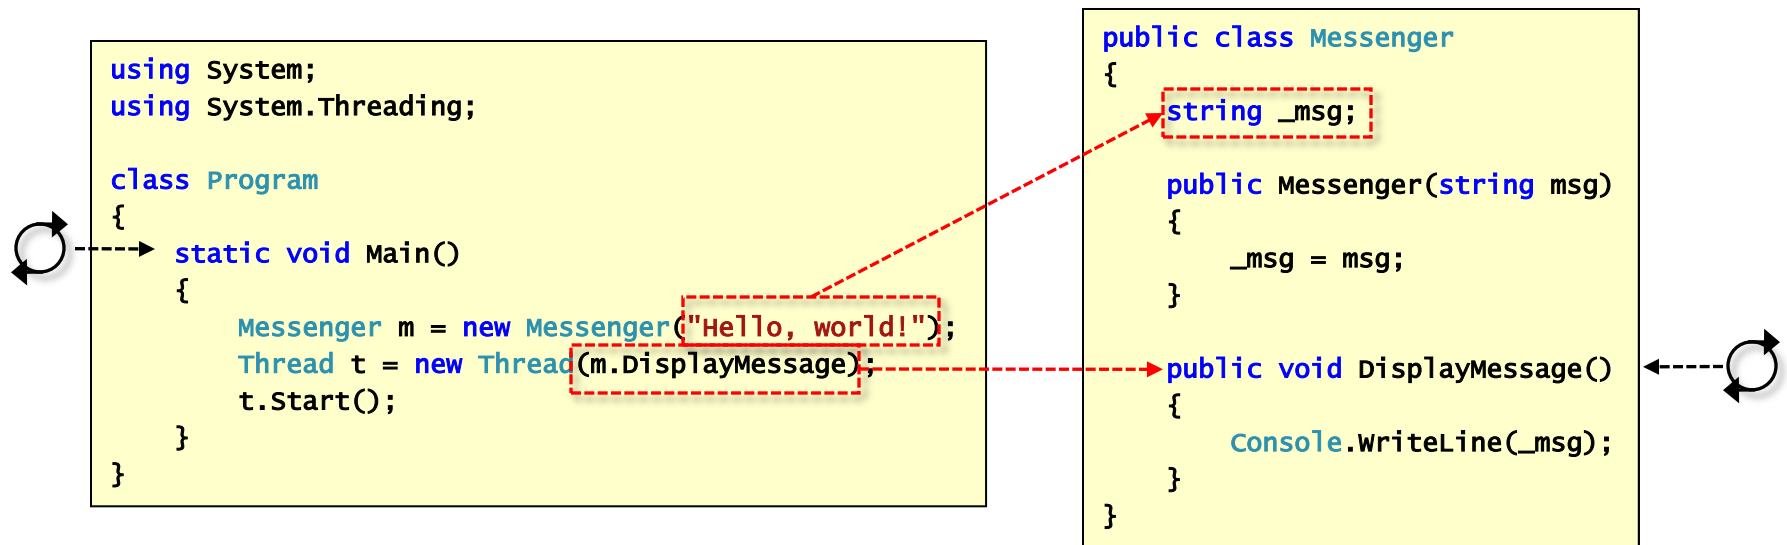 using System;
using System.Threading;
class Program
{
static void Main()
{
Messenger m = new Messenger("Hello, world!");
Thread t = new Thread(m.DisplayMessage);
t.Start();
}
}
public class Messenger
{
string _msg;
public Messenger(string msg)
{
_msg = msg;
}
public void DisplayMessage()
{
Console.WriteLine(_msg);
}
}